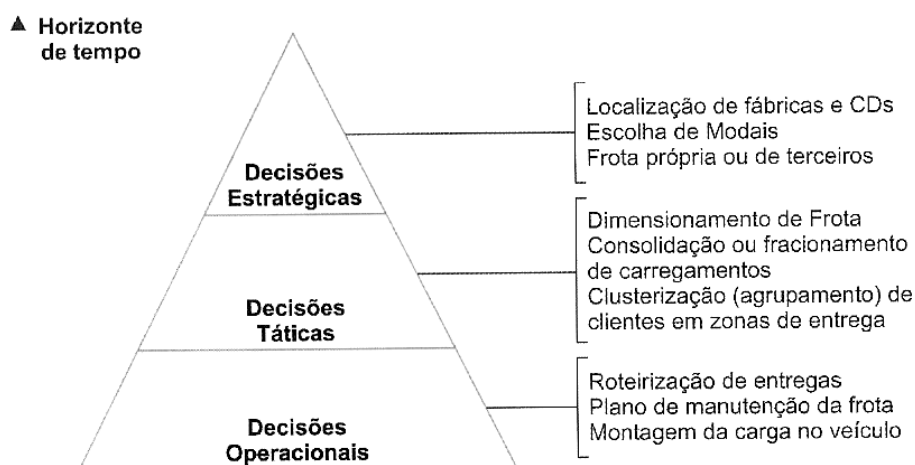 Horizonte
de tempo
Localização de fábricas e CDs
Escolha de Modais
Frota própria ou de terceiros
Decisões
Estratégicas
Dimensionamento de Frota
Consolidação ou fracionamento
de carregamentos
Clusterização (agrupamento) de
clientes em zonas de entrega
Decisões
Táticas
Roteirização de entregas
Plano de manutenção da frota
Montagem da carga no veículo
Decisões
Operacionais